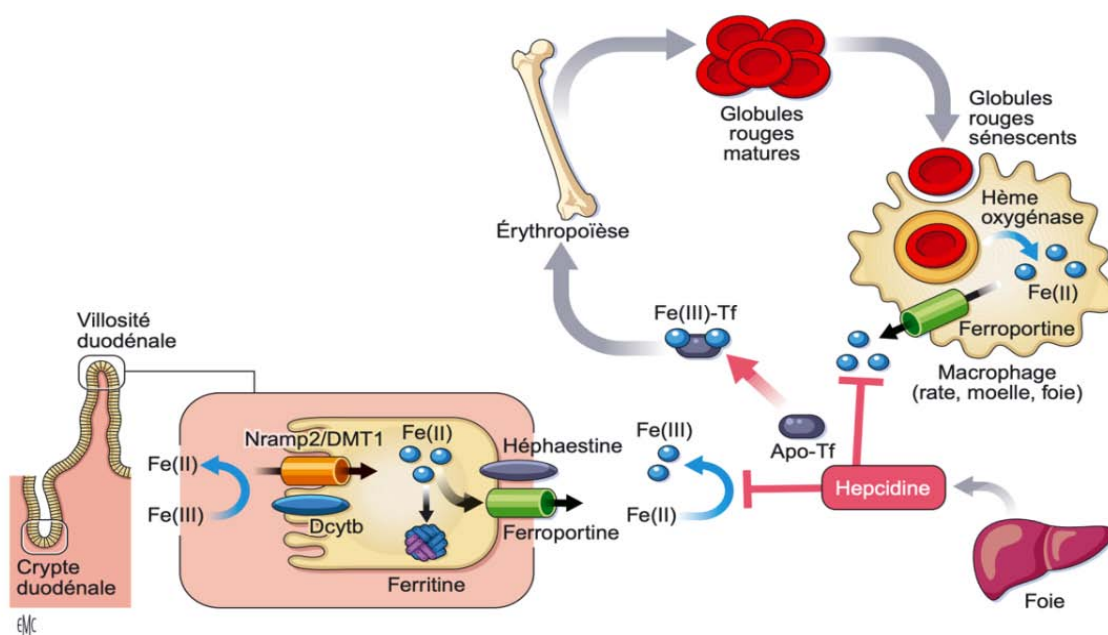 Globules
rouges
matures
Globules
rouges
sénescents
Hème
oxygénase
Fe(II)
Ferroportine
Macrophage
(rate, moelle, foie)
Érythropoïèse
Fe(III)-Tf
Apo-Tf
Villosité
duodénale
Crypte
duodénale
Fe(II)
Fe(III)
Nramp2/DMT1
Dcytb
Fe(II)
Ferritine
Héphaestine
Ferroportine
Fe(III)
Fe(II)
Hepcidine
Foie
EMC